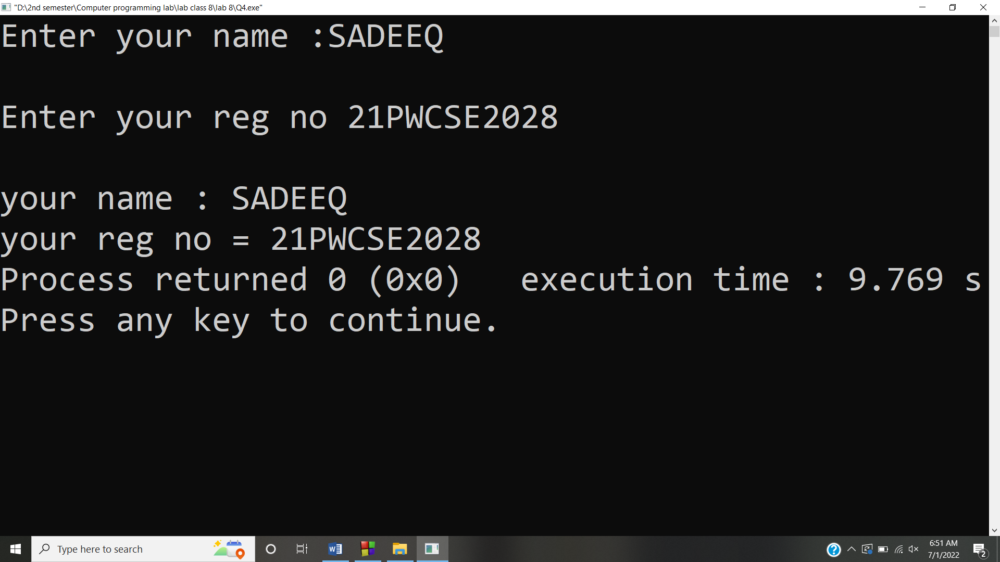 "D:\2nd semester\Computer programming lab\lab class 8\lab 8\Q4.exe"
Enter your name :SADEEQ
Enter your reg no 21PWCSE2028
your name : SADEEQ
your reg no = 21PWCSE2028
Process returned 0 (0x0)   execution time : 9.769 s
Press any key to continue.
Type here to search
6:51 AM
7/1/2022
2